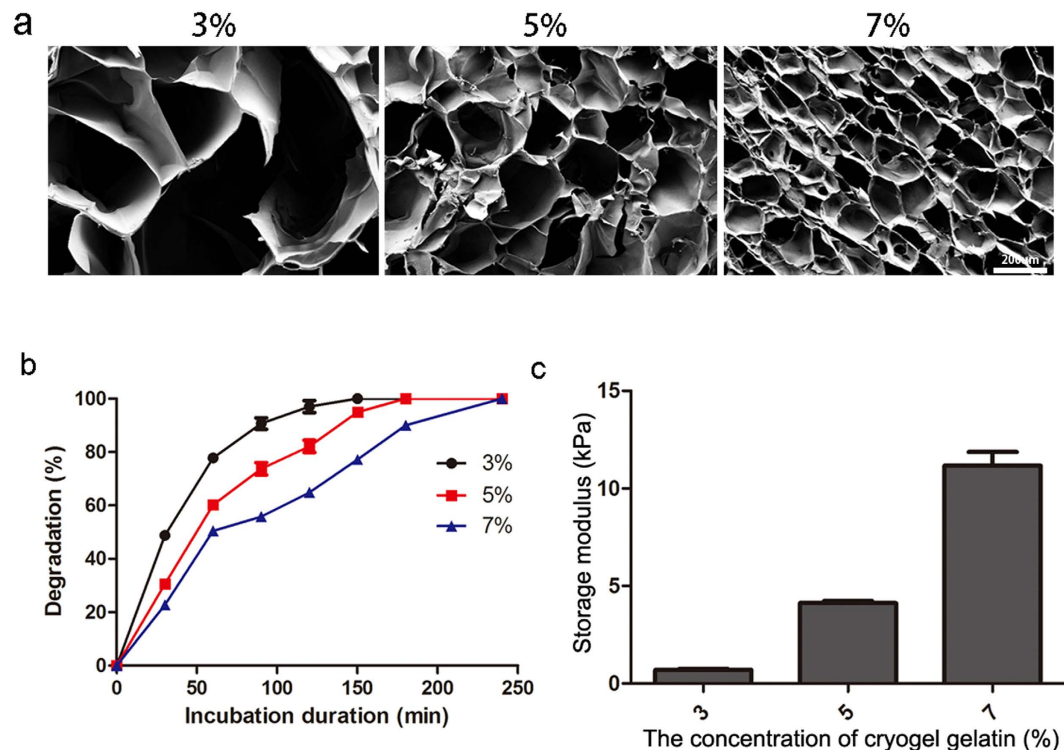 a
3%
5%
7%
200um
b
Degradation (%)
100
80
60
40
20
0
0 50 100 150 200 250
Incubation duration (min)
3%
5%
7%
c
Storage modulus (kPa)
15
10
5
0
3 5 7
The concentration of cryogel gelatin (%)